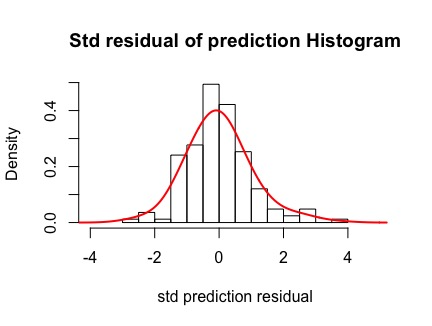 Std residual of prediction Histogram
Density
0.4
0.2
0.0
-4 -2 0 2 4
std prediction residual